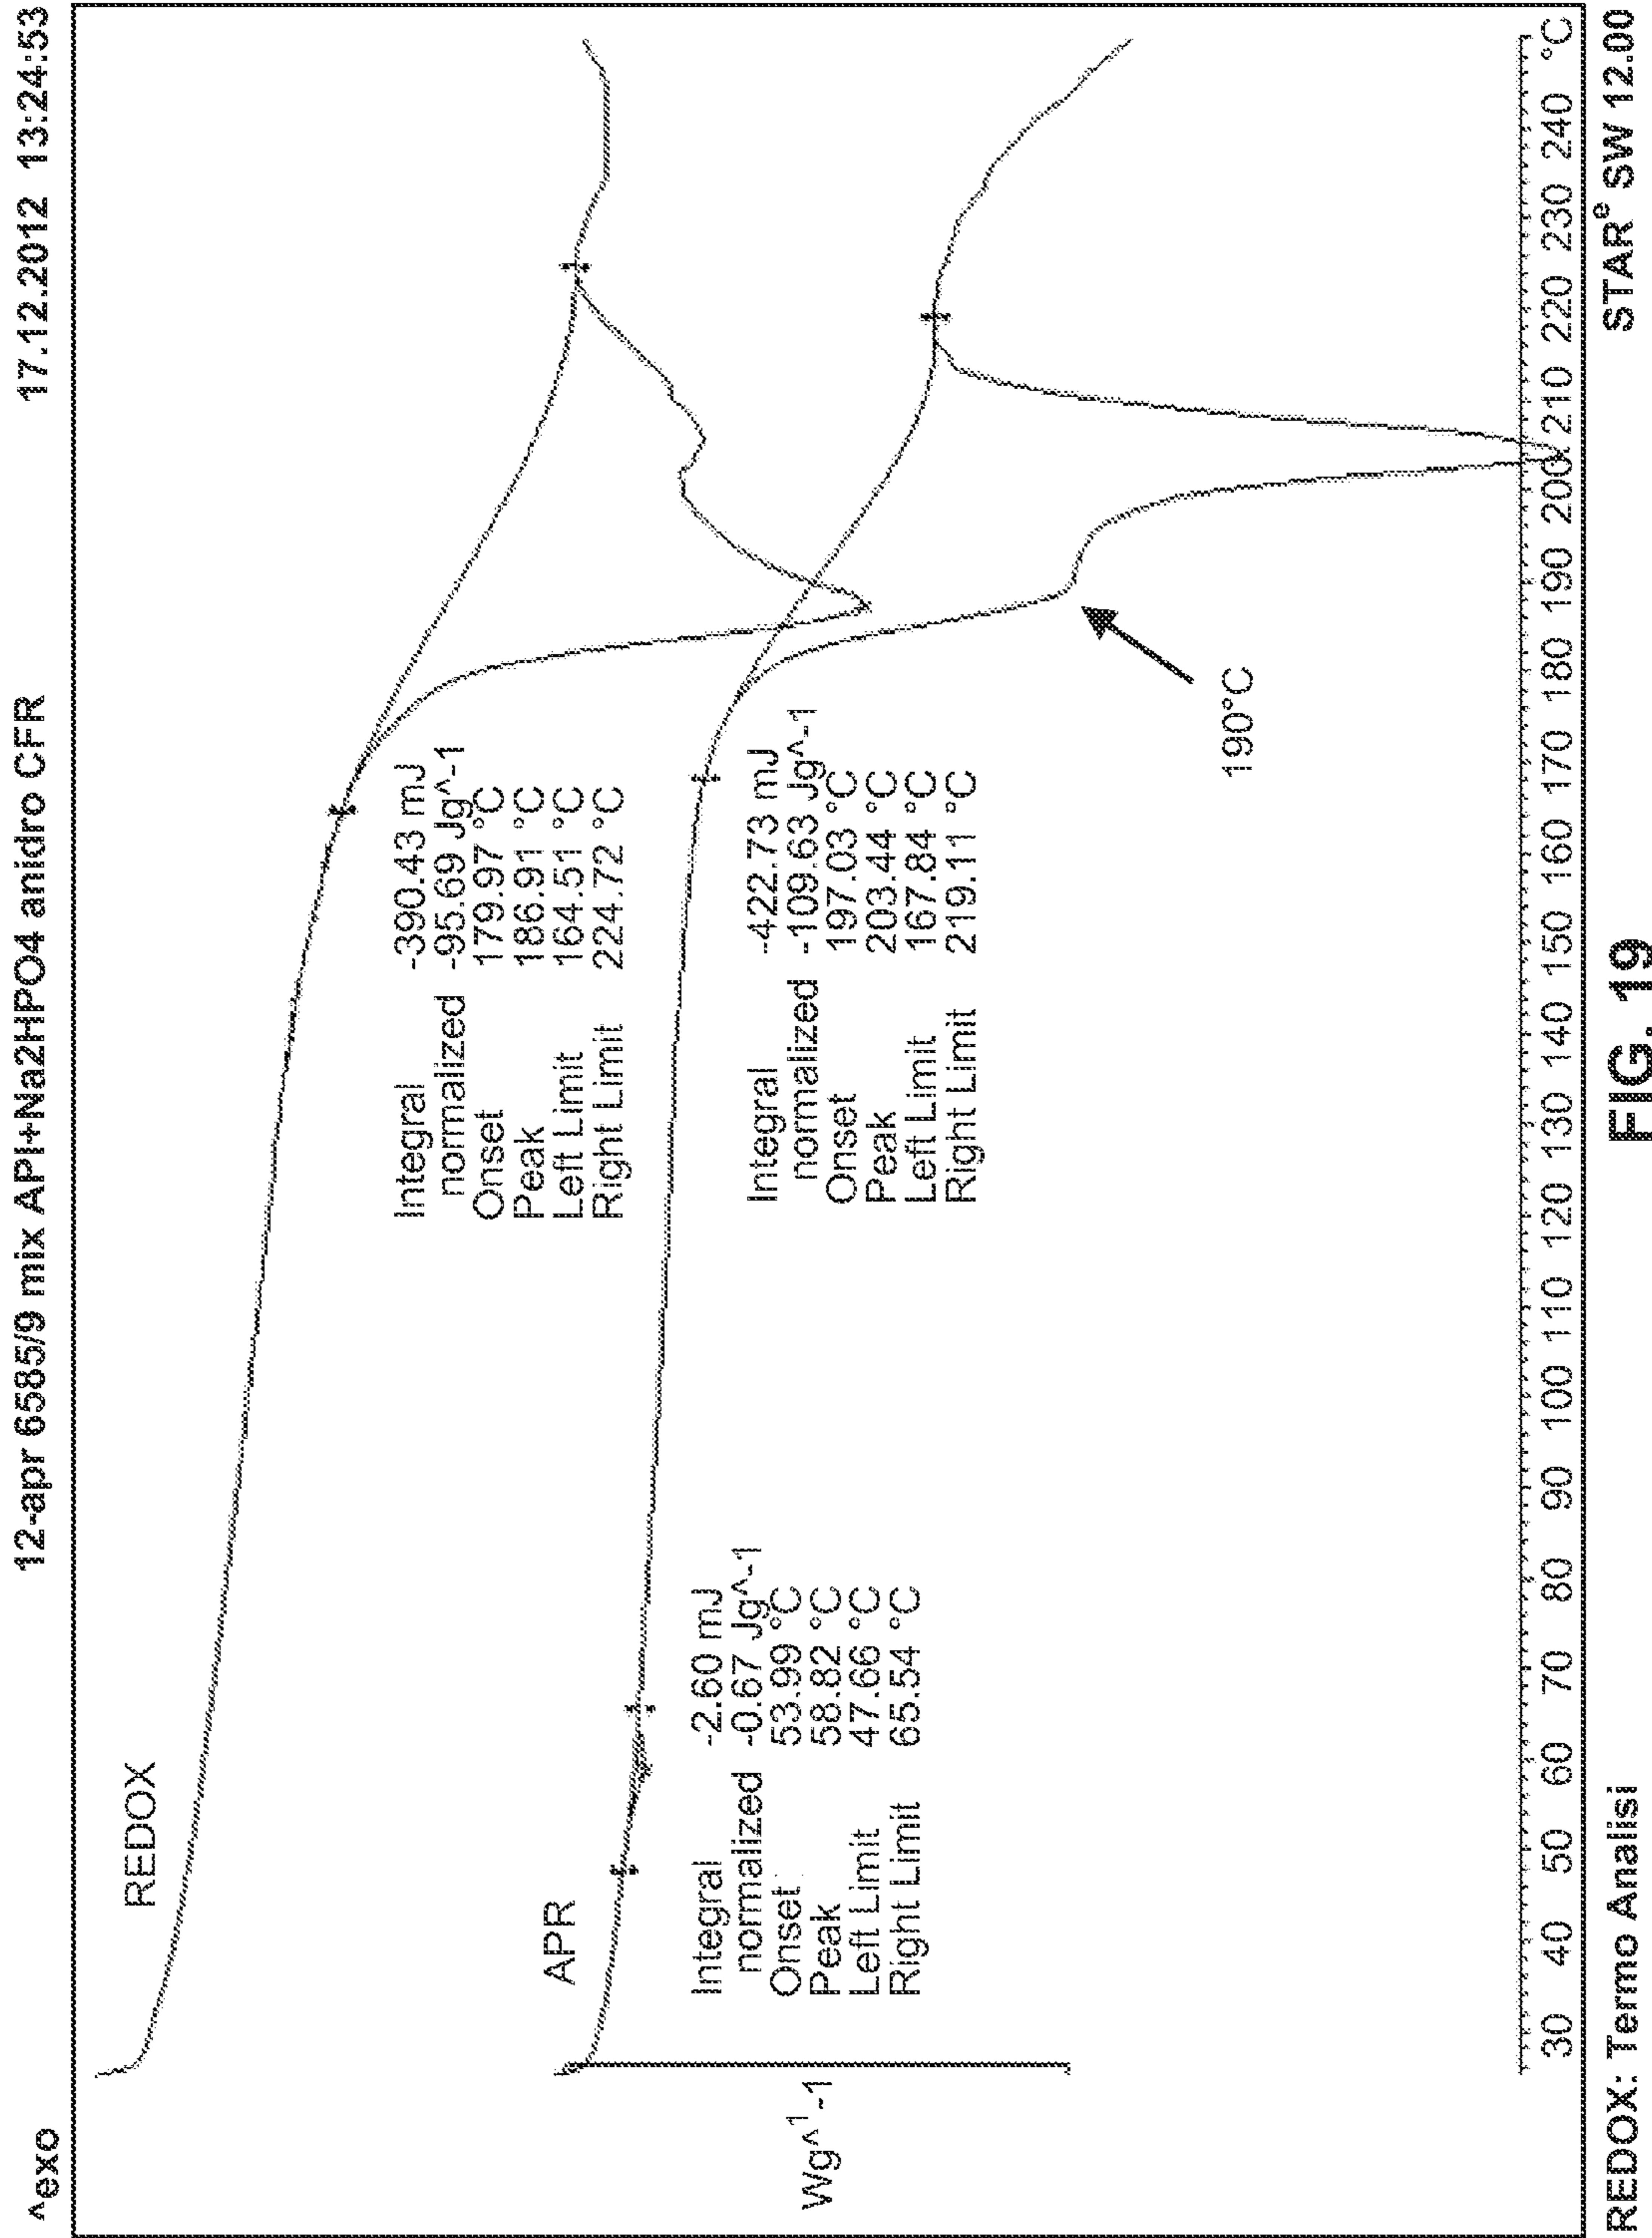 ^exo
12-apr 6585/9 mix API+Na2HPO4 anidro CFR
17.12.2012 13:24:53
REDOX
Integral -390.43 mJ
normalized -95.69 Jg^-1
Onset 179.97 °C
Peak 186.91 °C
Left Limit 164.51 °C
Right Limit 224.72 °C
APR
Integral -2.60 mJ
normalized -0.67 Jg^-1
Onset 53.99 °C
Peak 58.82 °C
Left Limit 47.66 °C
Right Limit 65.54 °C
Integral -422.73 mJ
normalized -109.63 Jg^-1
Onset 197.03 °C
Peak 203.44 °C
Left Limit 167.84 °C
Right Limit 219.11 °C
Wg^1-1
190°C
30 40 50 60 70 80 90 100 110 120 130 140 150 160 170 180 190 200 210 220 230 240 °C
REDOX: Termo Analisi
STARe SW 12.00
FIG. 19